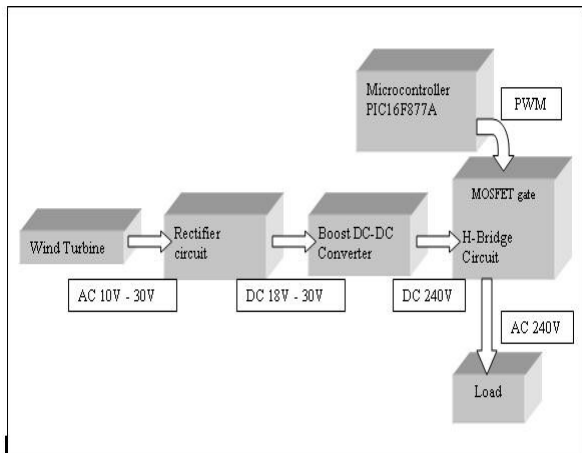 Microcontroller
PIC16F877A
PWM
MOSFET gate
Wind Turbine
Rectifier
circuit
Boost DC-DC
Converter
H-Bridge
Circuit
AC 10V - 30V
DC 18V - 30V
DC 240V
AC 240V
Load